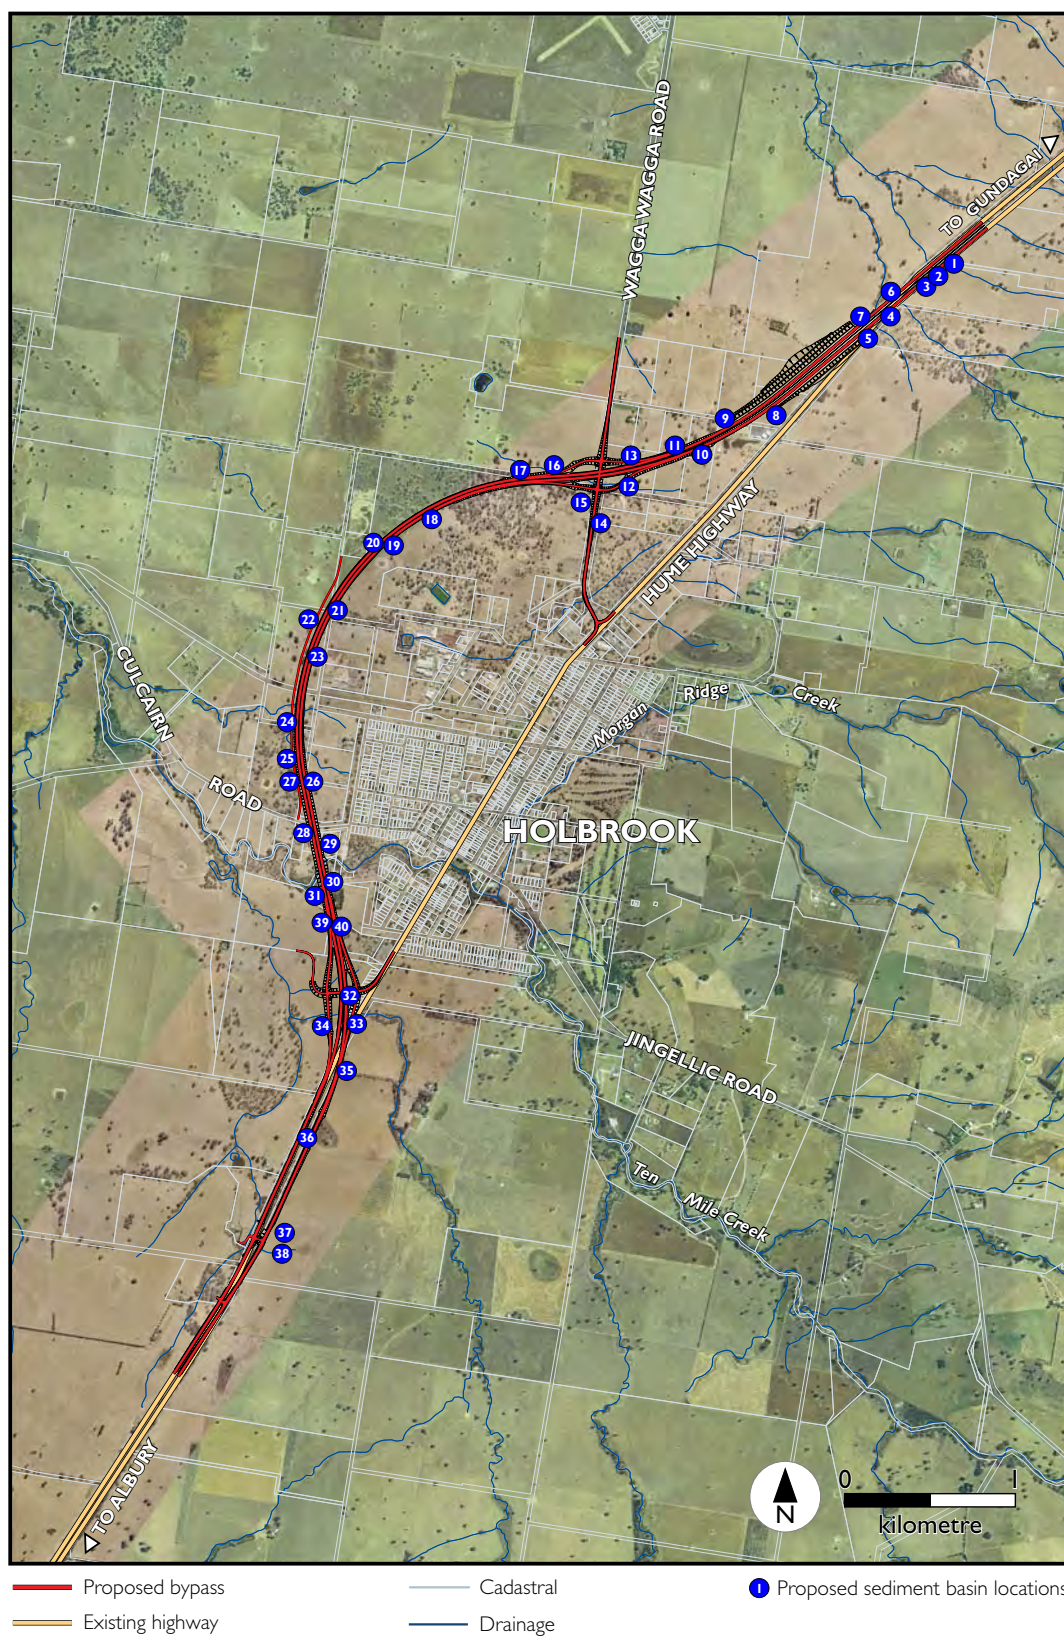 WAGGA WAGGA ROAD
TO GUNDAGAI
1
2
3
6
4
7
5
8
9
11
10
13
16
17
12
15
14
18
20
19
HUME HIGHWAY
21
22
23
CULCAIRN
ROAD
Morgan
Ridge
Creek
24
25
27
26
HOLBROOK
28
29
30
31
39
40
32
34
33
JINGELLIC ROAD
35
36
Ten
Mile Creek
37
38
TO ALBURY
N
0
1
kilometre
Proposed bypass
Cadastral
1 Proposed sediment basin locations
Existing highway
Drainage